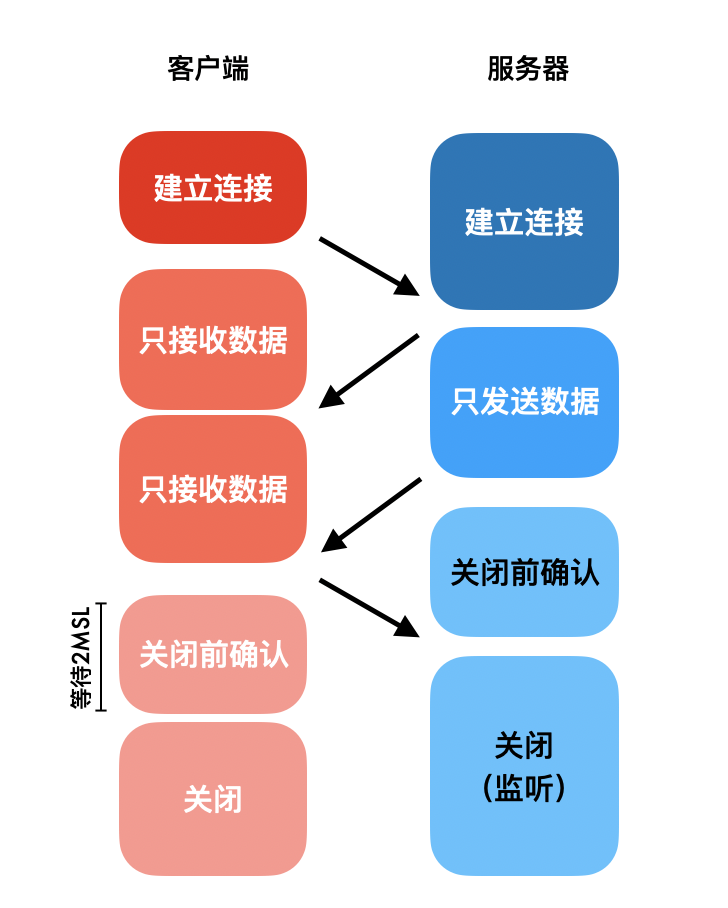 客户端
服务器
建立连接
建立连接
只接收数据
只发送数据
只接收数据
关闭前确认
等待2MSL
关闭前确认
关闭
关闭
（监听）